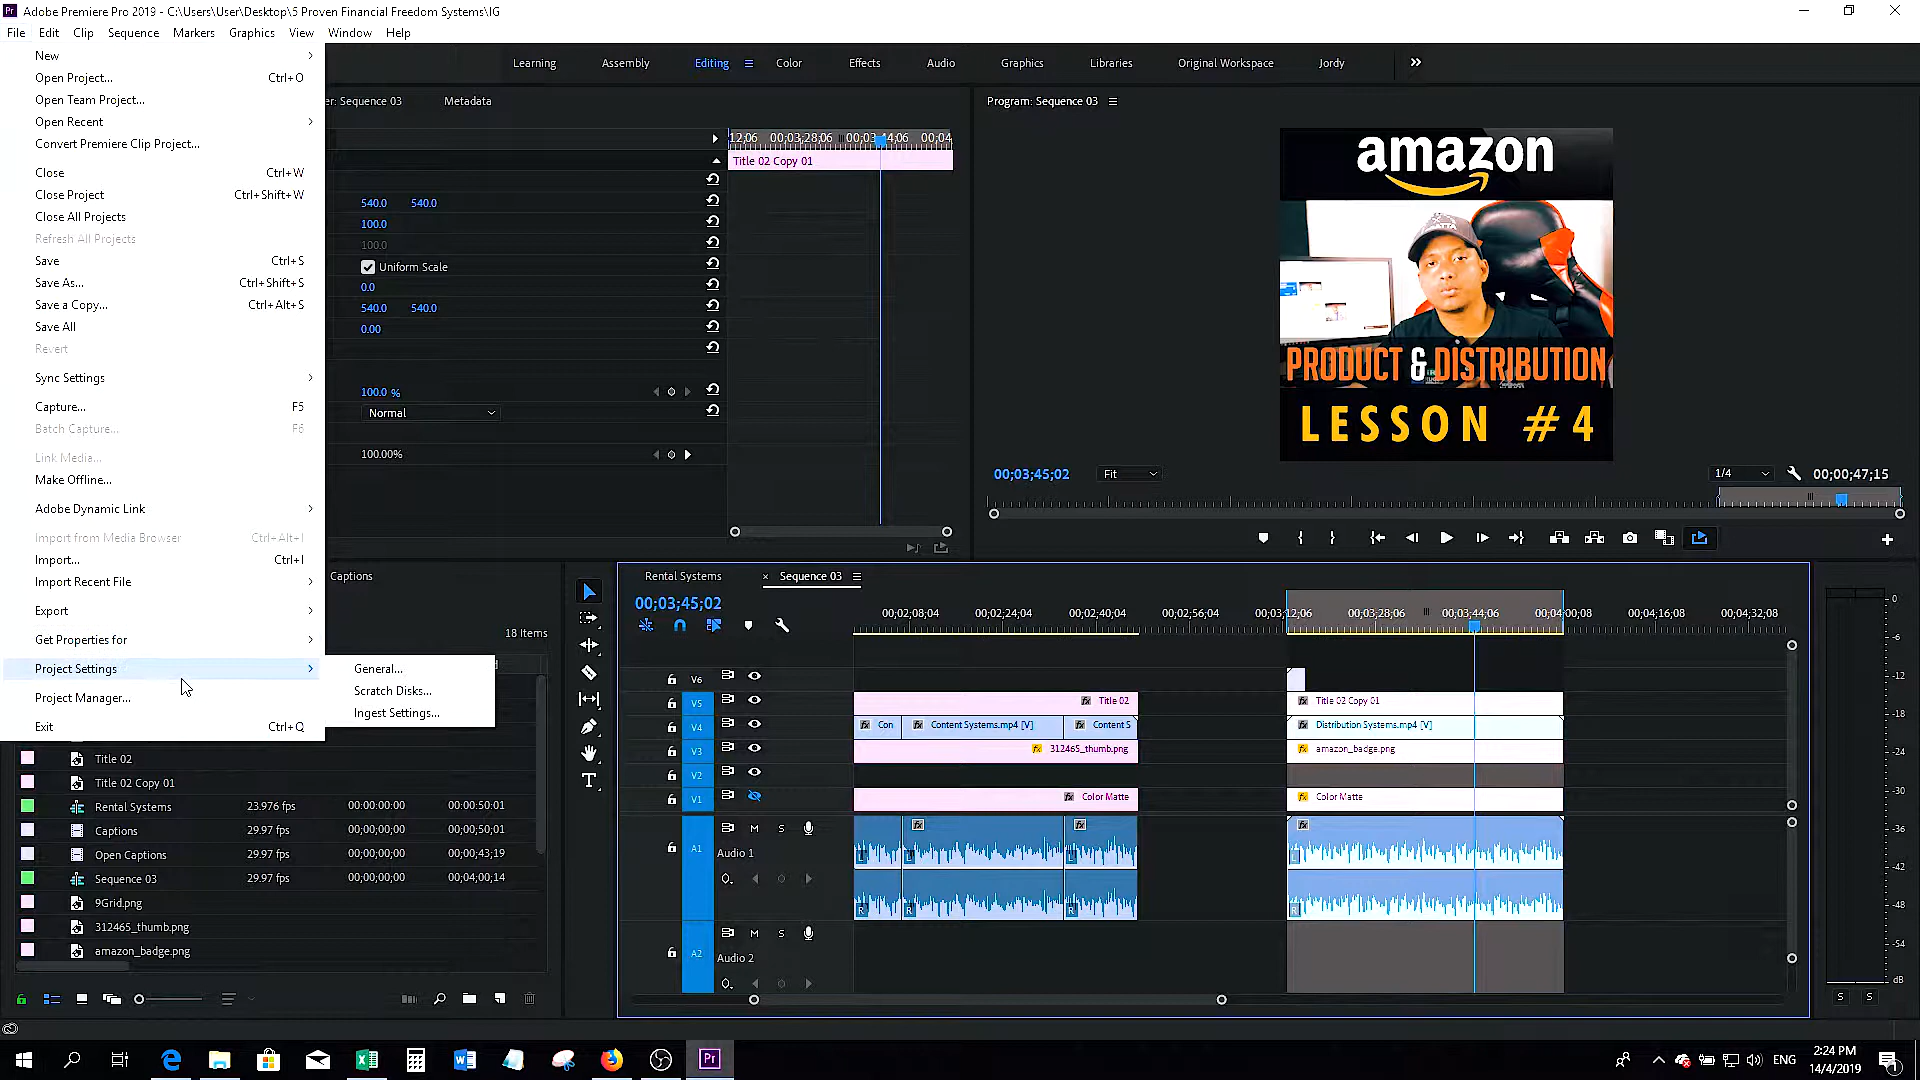 Adobe Premiere Pro 2019 - C:\Users\User\Desktop\5 Proven Financial Freedom Systems\IG
File Edit Clip Sequence Markers Graphics View Window Help
New
Open Project... Ctrl+O
Open Team Project...
Open Recent
Convert Premiere Clip Project...
Close Ctrl+W
Close Project Ctrl+Shift+W
Close All Projects
Refresh All Projects
Save Ctrl+S
Save As... Ctrl+Shift+S
Save a Copy... Ctrl+Alt+S
Save All
Revert
Sync Settings
Capture... F5
Batch Capture... F6
Link Media...
Make Offline...
Adobe Dynamic Link
Import from Media Browser Ctrl+Alt+I
Import... Ctrl+I
Import Recent File
Export
Get Properties for
Project Settings
Project Manager...
Exit Ctrl+Q
General...
Scratch Disks...
Ingest Settings...
Learning Assembly Editing Color Effects Audio Graphics Libraries Original Workspace Jordy
er: Sequence 03 Metadata
12;06 00;03;28;06 00;03;44;06 00;04
Title 02 Copy 01
540.0 540.0
100.0
100.0
Uniform Scale
0.0
540.0 540.0
0.00
100.0 %
Normal
100.00%
Program: Sequence 03
amazon
PRODUCT & DISTRIBUTION
LESSON #4
00;03;45;02 Fit 1/4 00;00;47;15
Captions
18 Items
Title 02
Title 02 Copy 01
Rental Systems 23.976 fps 00:00:00:00 00:00:50:01
Captions 29.97 fps 00;00;00;00 00;00;50;01
Open Captions 29.97 fps 00;00;00;00 00;00;43;19
Sequence 03 29.97 fps 00;00;00;00 00;04;00;14
9Grid.png
312465_thumb.png
amazon_badge.png
Rental Systems × Sequence 03
00;03;45;02
00;02;08;04 00;02;24;04 00;02;40;04 00;02;56;04 00;03;12;06 00;03;28;06 00;03;44;06 00;04;00;08 00;04;16;08 00;04;32;08
V6
V5 Title 02 Title 02 Copy 01
V4 Con Content Systems.mp4 [V] Content S Distribution Systems.mp4 [V]
V3 312465_thumb.png amazon_badge.png
V2
V1 Color Matte Color Matte
M S
A1 Audio 1
M S
A2 Audio 2
0
-6
-12
-18
-24
-30
-36
-42
-48
-54
dB
S S
ENG
2:24 PM
14/4/2019